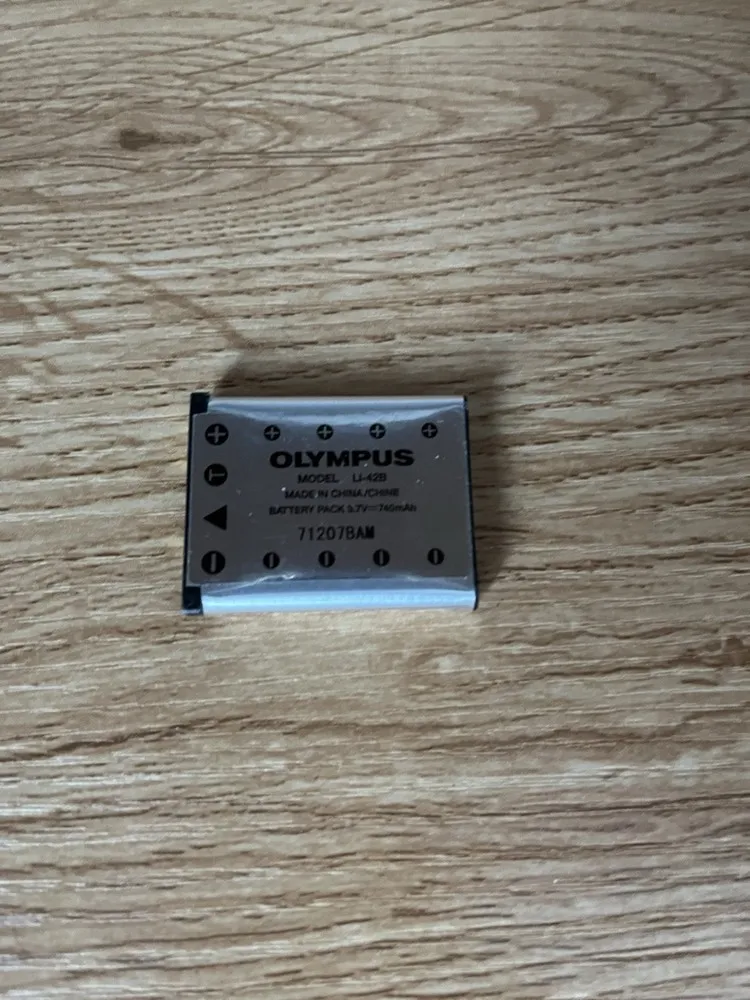 OLYMPUS
MODEL LI-42B
MADE IN CHINA/CHINE
BATTERY PACK 3.7V⎓740mAh
71207BAM